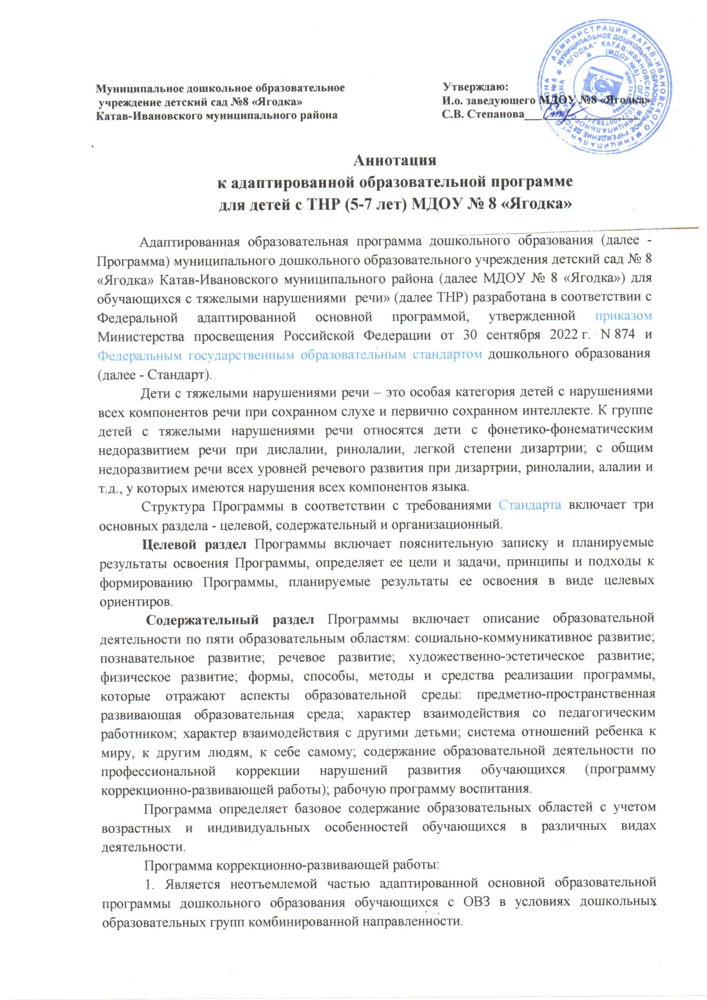 Муниципальное дошкольное образовательное
учреждение детский сад №8 «Ягодка»
Катав-Ивановского муниципального района
Утверждаю:
И.о. заведующего МДОУ №8 «Ягодка»
С.В. Степанова
АДМИНИСТРАЦИЯ КАТАВ-ИВАНОВСКОГО МУНИЦИПАЛЬНОГО
МУНИЦИПАЛЬНОЕ ДОШКОЛЬНОЕ ОБРАЗОВАТЕЛЬНОЕ УЧРЕЖДЕНИЕ
"ЯГОДКА" КАТАВ-ИВАНОВСКОГО МУНИЦИПАЛЬНОГО
(МДОУ №8)
Аннотация
к адаптированной образовательной программе
для детей с ТНР (5-7 лет) МДОУ № 8 «Ягодка»
Адаптированная образовательная программа дошкольного образования (далее -
Программа) муниципального дошкольного образовательного учреждения детский сад № 8
«Ягодка» Катав-Ивановского муниципального района (далее МДОУ № 8 «Ягодка») для
обучающихся с тяжелыми нарушениями речи» (далее ТНР) разработана в соответствии с
Федеральной адаптированной основной программой, утвержденной приказом
Министерства просвещения Российской Федерации от 30 сентября 2022 г. N 874 и
Федеральным государственным образовательным стандартом дошкольного образования
(далее - Стандарт).
Дети с тяжелыми нарушениями речи – это особая категория детей с нарушениями
всех компонентов речи при сохранном слухе и первично сохранном интеллекте. К группе
детей с тяжелыми нарушениями речи относятся дети с фонетико-фонематическим
недоразвитием речи при дислалии, ринолалии, легкой степени дизартрии; с общим
недоразвитием речи всех уровней речевого развития при дизартрии, ринолалии, алалии и
т.д., у которых имеются нарушения всех компонентов языка.
Структура Программы в соответствии с требованиями Стандарта включает три
основных раздела - целевой, содержательный и организационный.
Целевой раздел Программы включает пояснительную записку и планируемые
результаты освоения Программы, определяет ее цели и задачи, принципы и подходы к
формированию Программы, планируемые результаты ее освоения в виде целевых
ориентиров.
Содержательный раздел Программы включает описание образовательной
деятельности по пяти образовательным областям: социально-коммуникативное развитие;
познавательное развитие; речевое развитие; художественно-эстетическое развитие;
физическое развитие; формы, способы, методы и средства реализации программы,
которые отражают аспекты образовательной среды: предметно-пространственная
развивающая образовательная среда; характер взаимодействия со педагогическим
работником; характер взаимодействия с другими детьми; система отношений ребенка к
миру, к другим людям, к себе самому; содержание образовательной деятельности по
профессиональной коррекции нарушений развития обучающихся (программу
коррекционно-развивающей работы); рабочую программу воспитания.
Программа определяет базовое содержание образовательных областей с учетом
возрастных и индивидуальных особенностей обучающихся в различных видах
деятельности.
Программа коррекционно-развивающей работы:
1. Является неотъемлемой частью адаптированной основной образовательной
программы дошкольного образования обучающихся с ОВЗ в условиях дошкольных
образовательных групп комбинированной направленности.